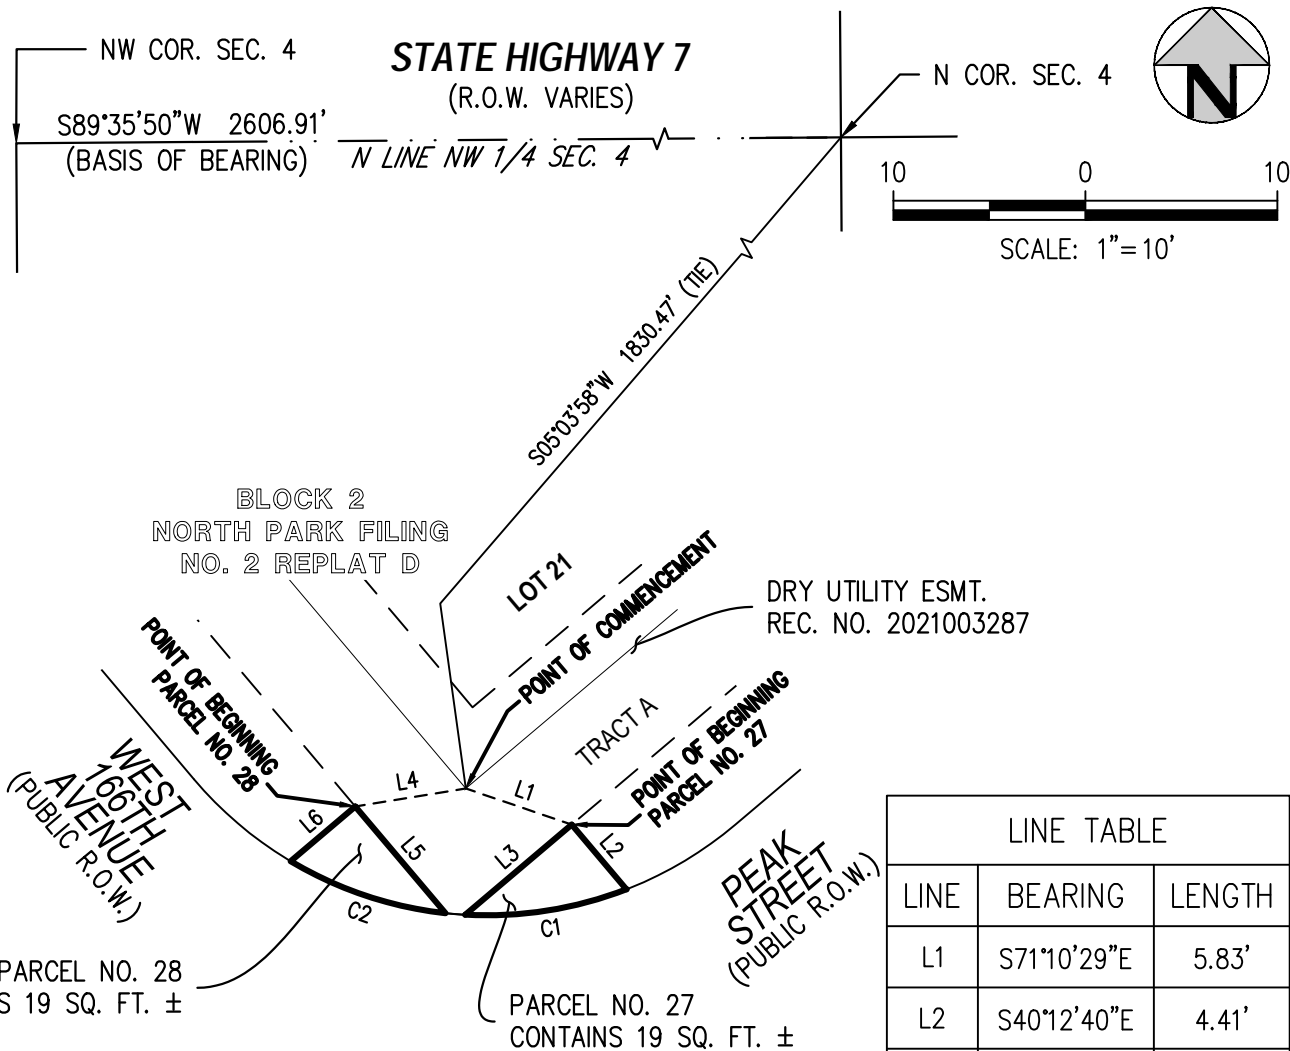 NW COR. SEC. 4
STATE HIGHWAY 7
(R.O.W. VARIES)
N COR. SEC. 4
N
S89°35'50"W 2606.91'
(BASIS OF BEARING)
N LINE NW 1/4 SEC. 4
10 0 10
SCALE: 1"=10'
S05°03'58"W 1830.47' (TIE)
BLOCK 2
NORTH PARK FILING
NO. 2 REPLAT D
LOT 21
POINT OF COMMENCEMENT
DRY UTILITY ESMT.
REC. NO. 2021003287
POINT OF BEGINNING
PARCEL NO. 28
TRACT A
POINT OF BEGINNING
PARCEL NO. 27
WEST
166TH
AVENUE
(PUBLIC R.O.W.)
L4
L1
L6
L5
L3
L2
C2
C1
PEAK
STREET
(PUBLIC R.O.W.)
PARCEL NO. 28
S 19 SQ. FT. ±
PARCEL NO. 27
CONTAINS 19 SQ. FT. ±
LINE TABLE
LINE BEARING LENGTH
L1 S71°10'29"E 5.83'
L2 S40°12'40"E 4.41'